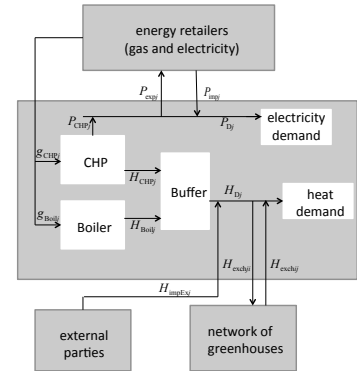 energy retailers
(gas and electricity)
P_expj
P_impj
P_CHPj
P_Dj
electricity
demand
g_CHPj
CHP
H_CHPj
Buffer
H_Dj
heat
demand
g_Boilj
Boiler
H_Boilj
H_exchji
H_exchij
H_impExj
external
parties
network of
greenhouses